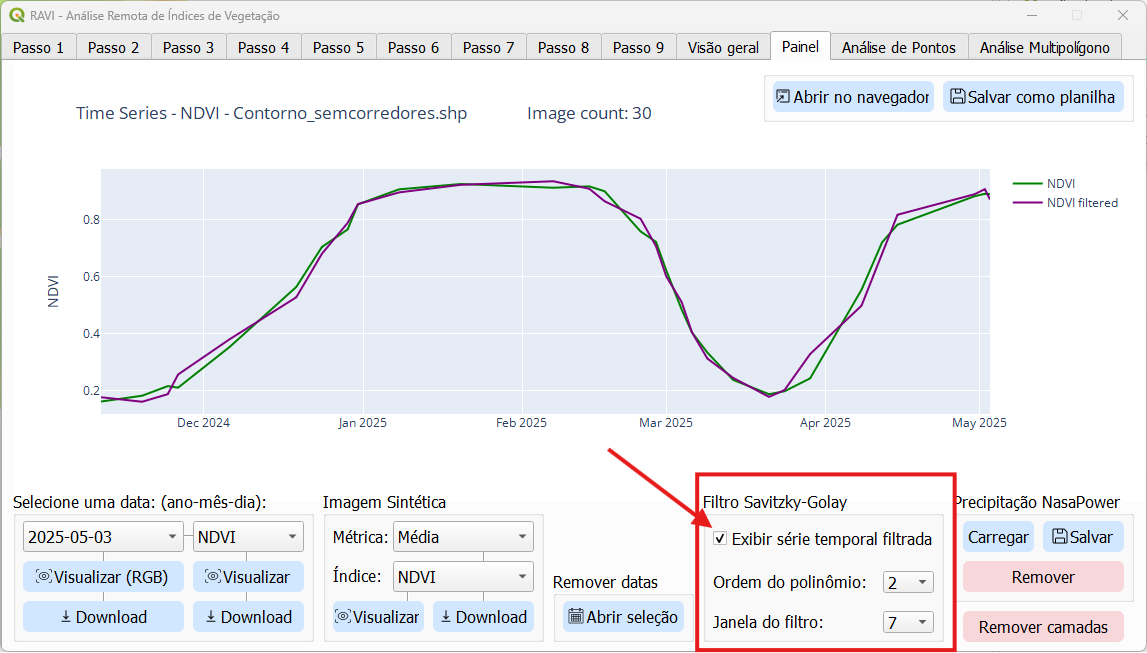 RAVI - Análise Remota de Índices de Vegetação
Passo 1 Passo 2 Passo 3 Passo 4 Passo 5 Passo 6 Passo 7 Passo 8 Passo 9 Visão geral Painel Análise de Pontos Análise Multipolígono
Abrir no navegador Salvar como planilha
Time Series - NDVI - Contorno_semcorredores.shp Image count: 30
NDVI
NDVI filtered
0.8
0.6
0.4
0.2
NDVI
Dec 2024 Jan 2025 Feb 2025 Mar 2025 Apr 2025 May 2025
Selecione uma data: (ano-mês-dia):
2025-05-03 NDVI
Visualizar (RGB) Visualizar
Download Download
Imagem Sintética
Métrica: Média
Índice: NDVI
Visualizar Download
Remover datas
Abrir seleção
Filtro Savitzky-Golay
Exibir série temporal filtrada
Ordem do polinômio: 2
Janela do filtro: 7
Precipitação NasaPower
Carregar Salvar
Remover
Remover camadas